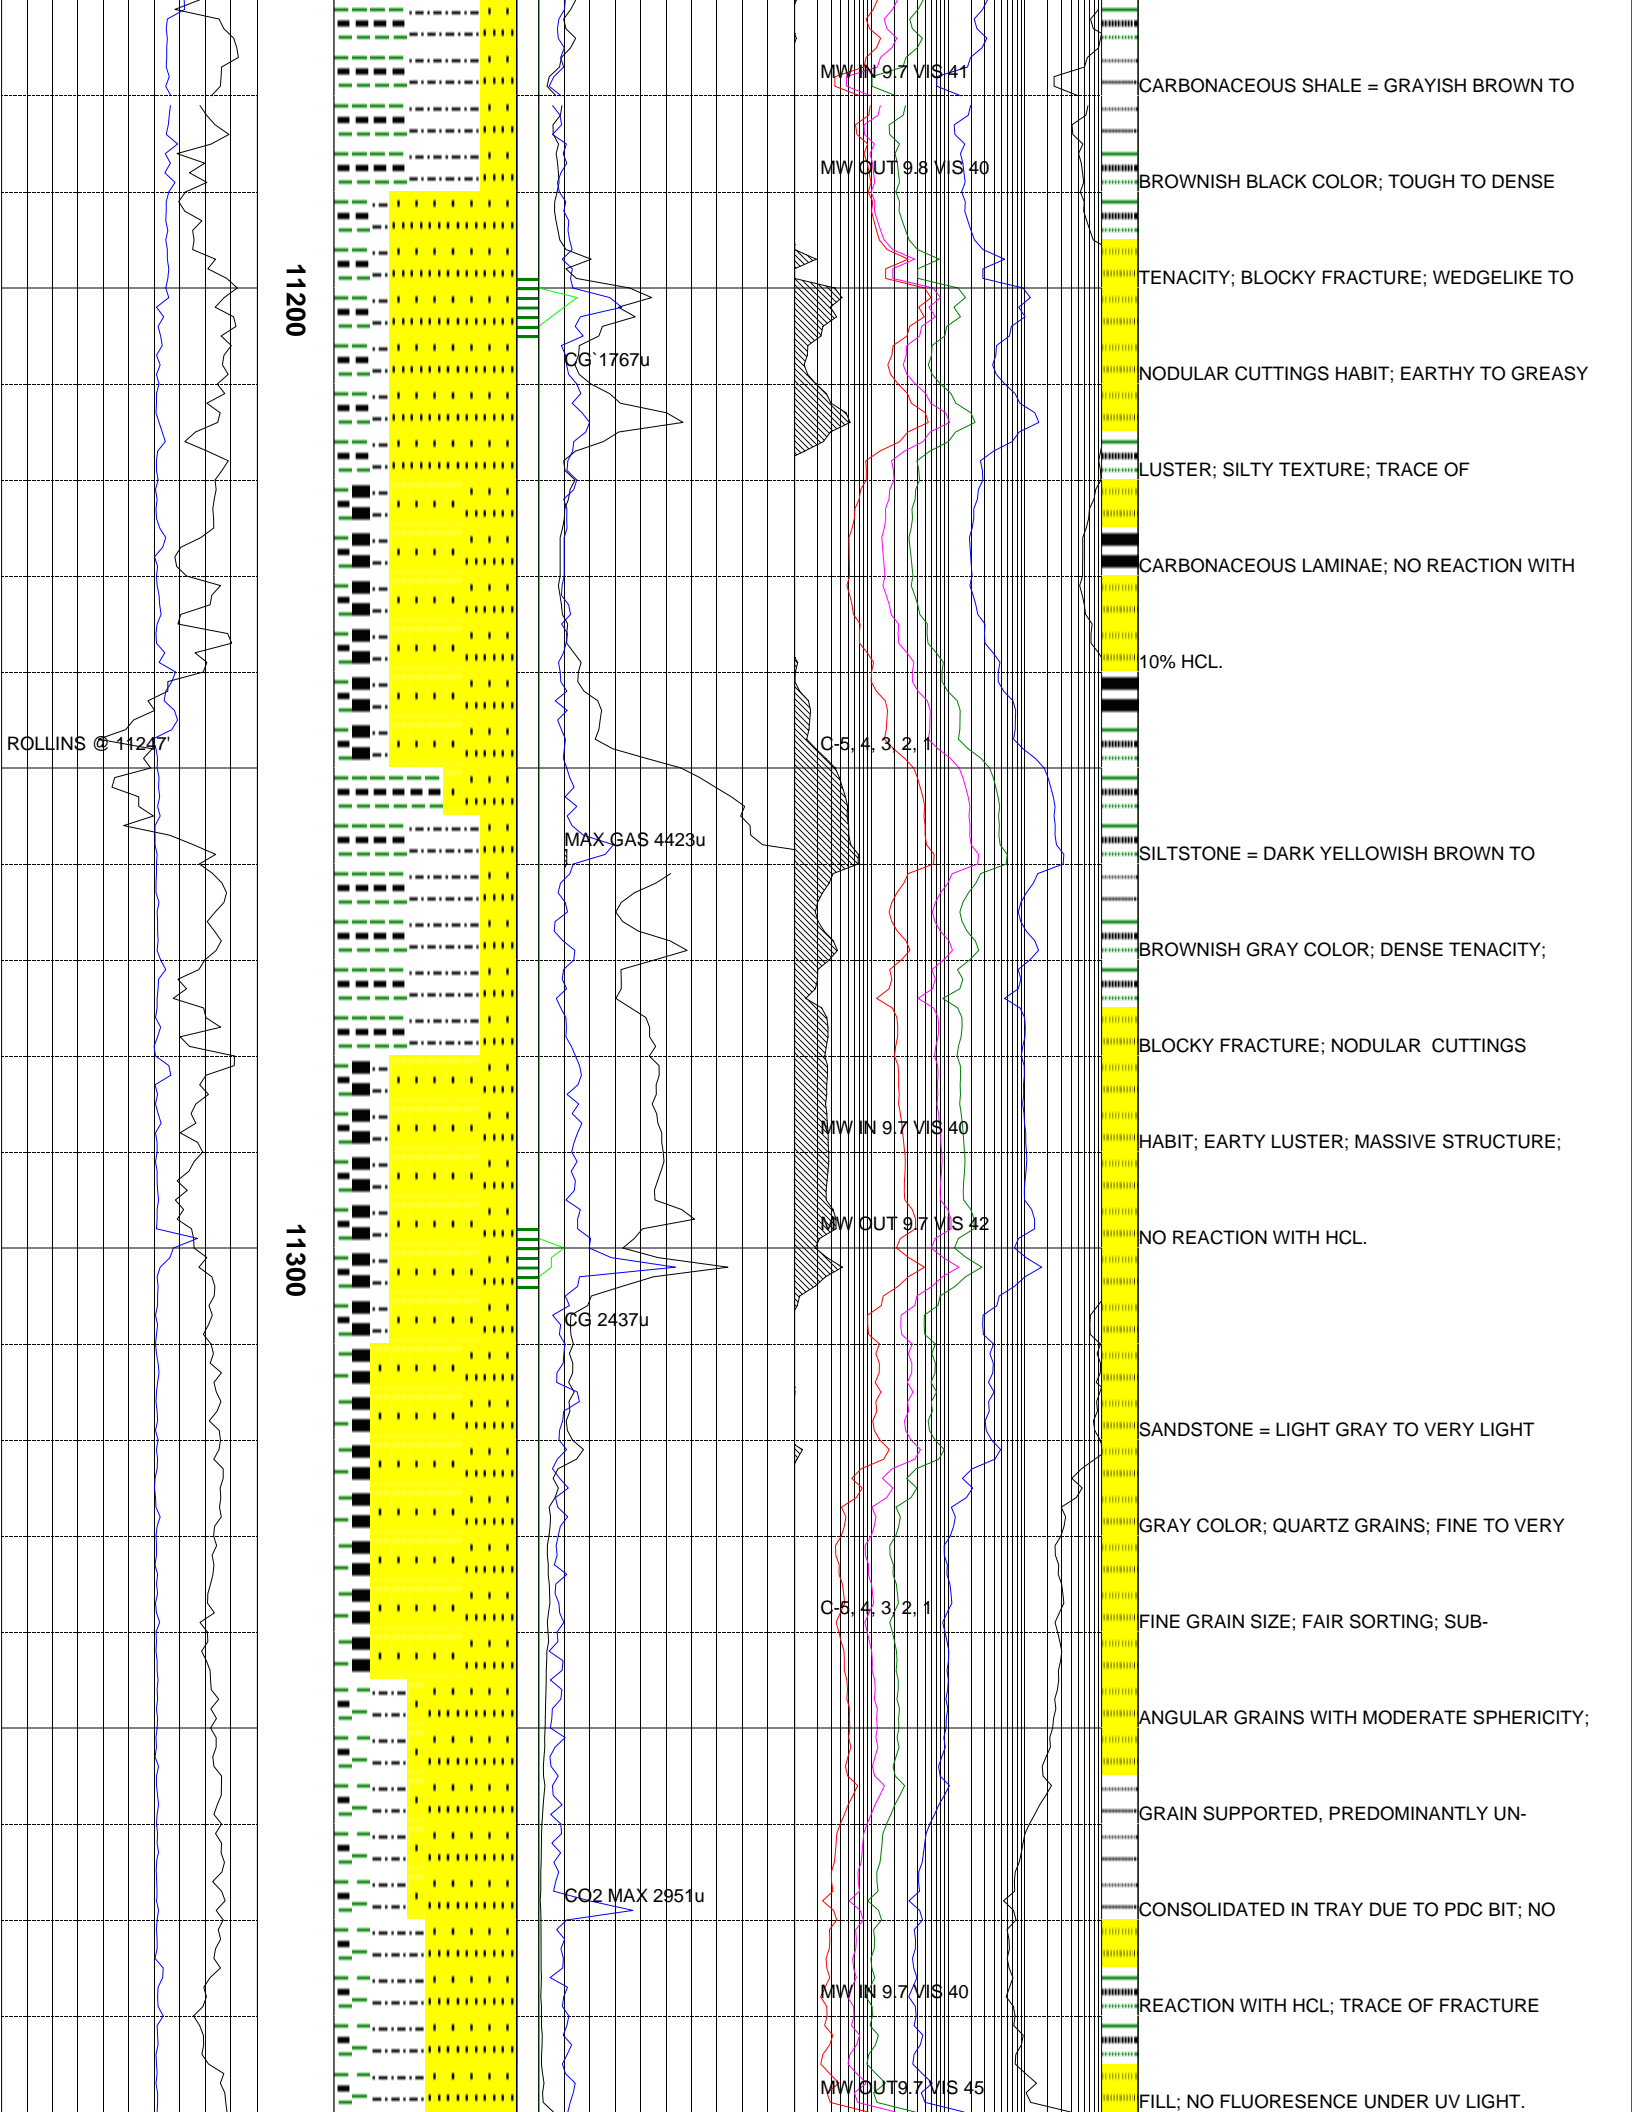 MW IN 9.7 VIS 41
CARBONACEOUS SHALE = GRAYISH BROWN TO
MW OUT 9.8 VIS 40
BROWNISH BLACK COLOR; TOUGH TO DENSE
TENACITY; BLOCKY FRACTURE; WEDGELIKE TO
11200
CG`1767u
NODULAR CUTTINGS HABIT; EARTHY TO GREASY
LUSTER; SILTY TEXTURE; TRACE OF
CARBONACEOUS LAMINAE; NO REACTION WITH
10% HCL.
ROLLINS @ 11247'
C-5, 4, 3, 2, 1
MAX GAS 4423u
SILTSTONE = DARK YELLOWISH BROWN TO
BROWNISH GRAY COLOR; DENSE TENACITY;
BLOCKY FRACTURE; NODULAR  CUTTINGS
MW IN 9.7 VIS 40
HABIT; EARTY LUSTER; MASSIVE STRUCTURE;
MW OUT 9.7 VIS 42
NO REACTION WITH HCL.
11300
CG 2437u
SANDSTONE = LIGHT GRAY TO VERY LIGHT
GRAY COLOR; QUARTZ GRAINS; FINE TO VERY
C-5, 4, 3, 2, 1
FINE GRAIN SIZE; FAIR SORTING; SUB-
ANGULAR GRAINS WITH MODERATE SPHERICITY;
GRAIN SUPPORTED, PREDOMINANTLY UN-
CO2 MAX 2951u
CONSOLIDATED IN TRAY DUE TO PDC BIT; NO
MW IN 9.7 VIS 40
REACTION WITH HCL; TRACE OF FRACTURE
MW OUT9.7 VIS 45
FILL; NO FLUORESENCE UNDER UV LIGHT.